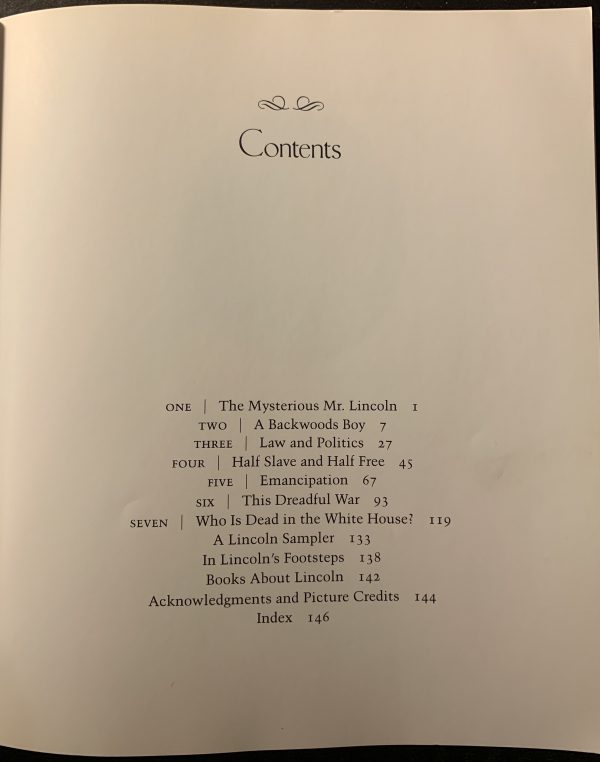 Contents
ONE | The Mysterious Mr. Lincoln 1
TWO | A Backwoods Boy 7
THREE | Law and Politics 27
FOUR | Half Slave and Half Free 45
FIVE | Emancipation 67
SIX | This Dreadful War 93
SEVEN | Who Is Dead in the White House? 119
A Lincoln Sampler 133
In Lincoln's Footsteps 138
Books About Lincoln 142
Acknowledgments and Picture Credits 144
Index 146